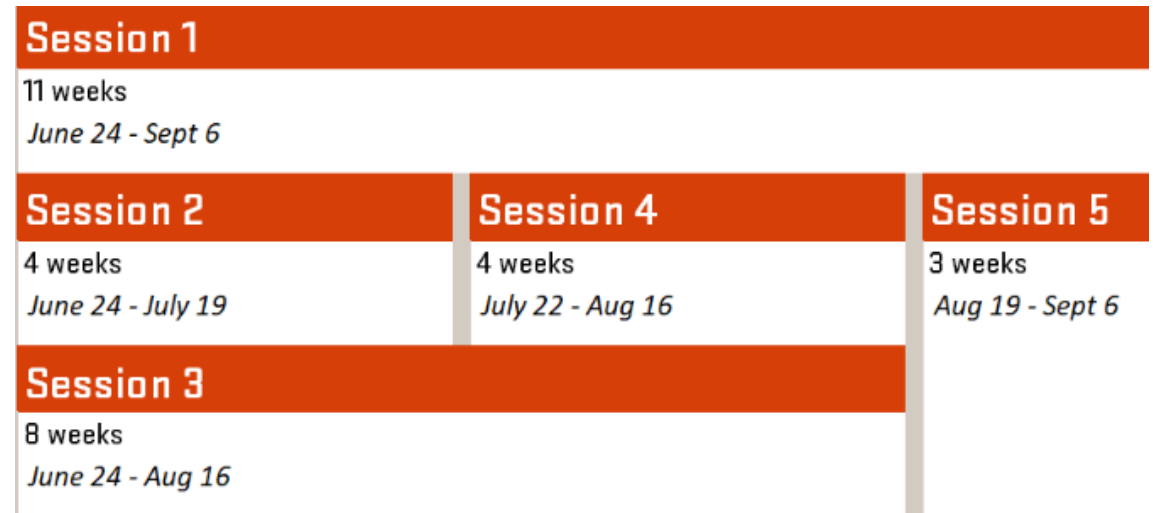 Session 1
11 weeks
June 24 - Sept 6
Session 2
4 weeks
June 24 - July 19
Session 4
4 weeks
July 22 - Aug 16
Session 5
3 weeks
Aug 19 - Sept 6
Session 3
8 weeks
June 24 - Aug 16